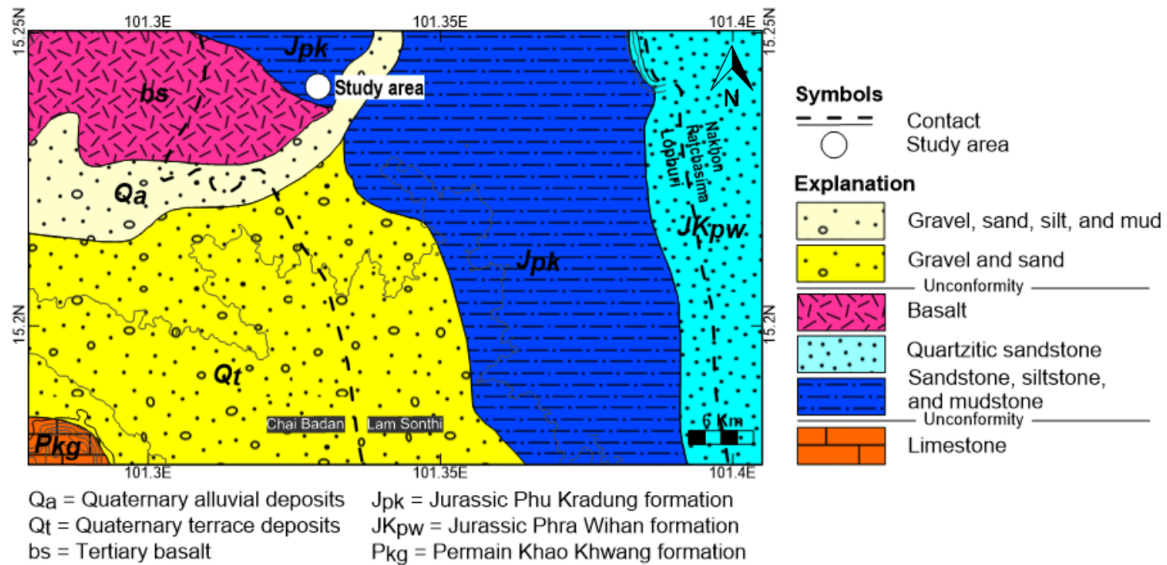 101.3E 101.35E 101.4E
15.25N 15.25N
Jpk
bs
Study area
N
Nakhon
Ratchasima
Lopburi
Qa
JKpw
Jpk
15.2N 15.2N
Qt
Chai Badan Lam Sonthi
6 Km
Pkg
101.3E 101.35E 101.4E
Symbols
Contact
Study area
Explanation
Gravel, sand, silt, and mud
Gravel and sand
Unconformity
Basalt
Quartzitic sandstone
Sandstone, siltstone,
and mudstone
Unconformity
Limestone
Qa = Quaternary alluvial deposits
Qt = Quaternary terrace deposits
bs = Tertiary basalt
Jpk = Jurassic Phu Kradung formation
JKpw = Jurassic Phra Wihan formation
Pkg = Permain Khao Khwang formation